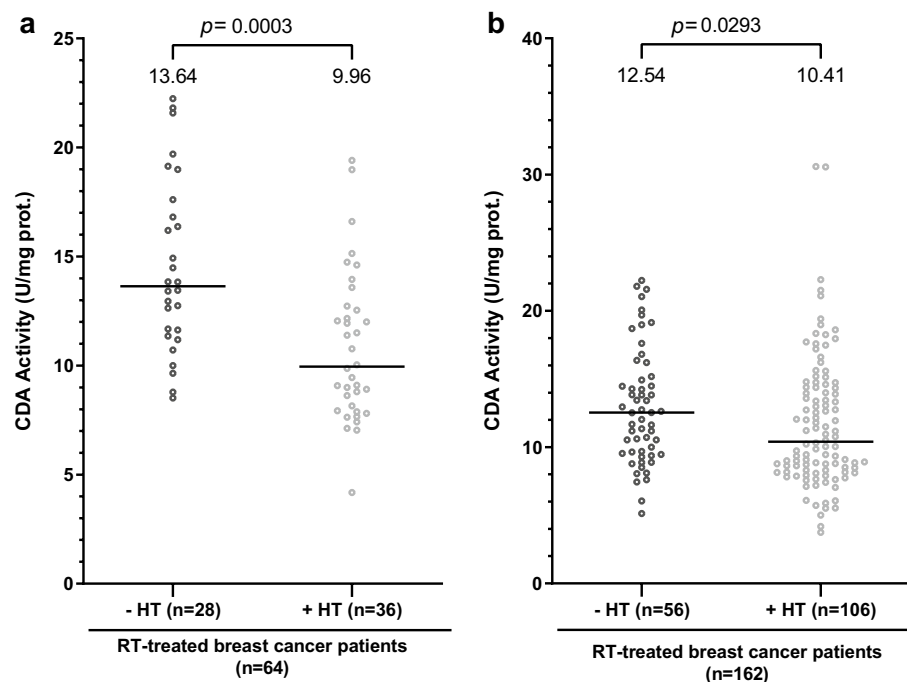 a
p= 0.0003
13.64
9.96
25
20
15
10
5
0
CDA Activity (U/mg prot.)
- HT (n=28)
+ HT (n=36)
RT-treated breast cancer patients
(n=64)
b
p=0.0293
12.54
10.41
40
30
20
10
0
CDA Activity (U/mg prot.)
- HT (n=56)
+ HT (n=106)
RT-treated breast cancer patients
(n=162)